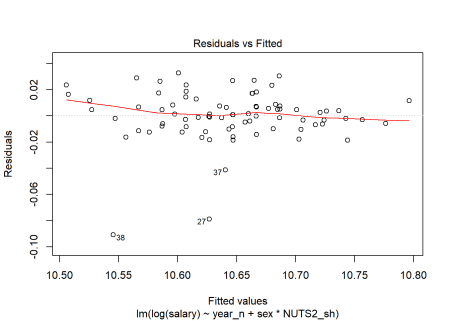 Residuals vs Fitted
Residuals
0.02
-0.02
-0.06
-0.10
37
27
38
10.50 10.55 10.60 10.65 10.70 10.75 10.80
Fitted values
lm(log(salary) ~ year_n + sex * NUTS2_sh)